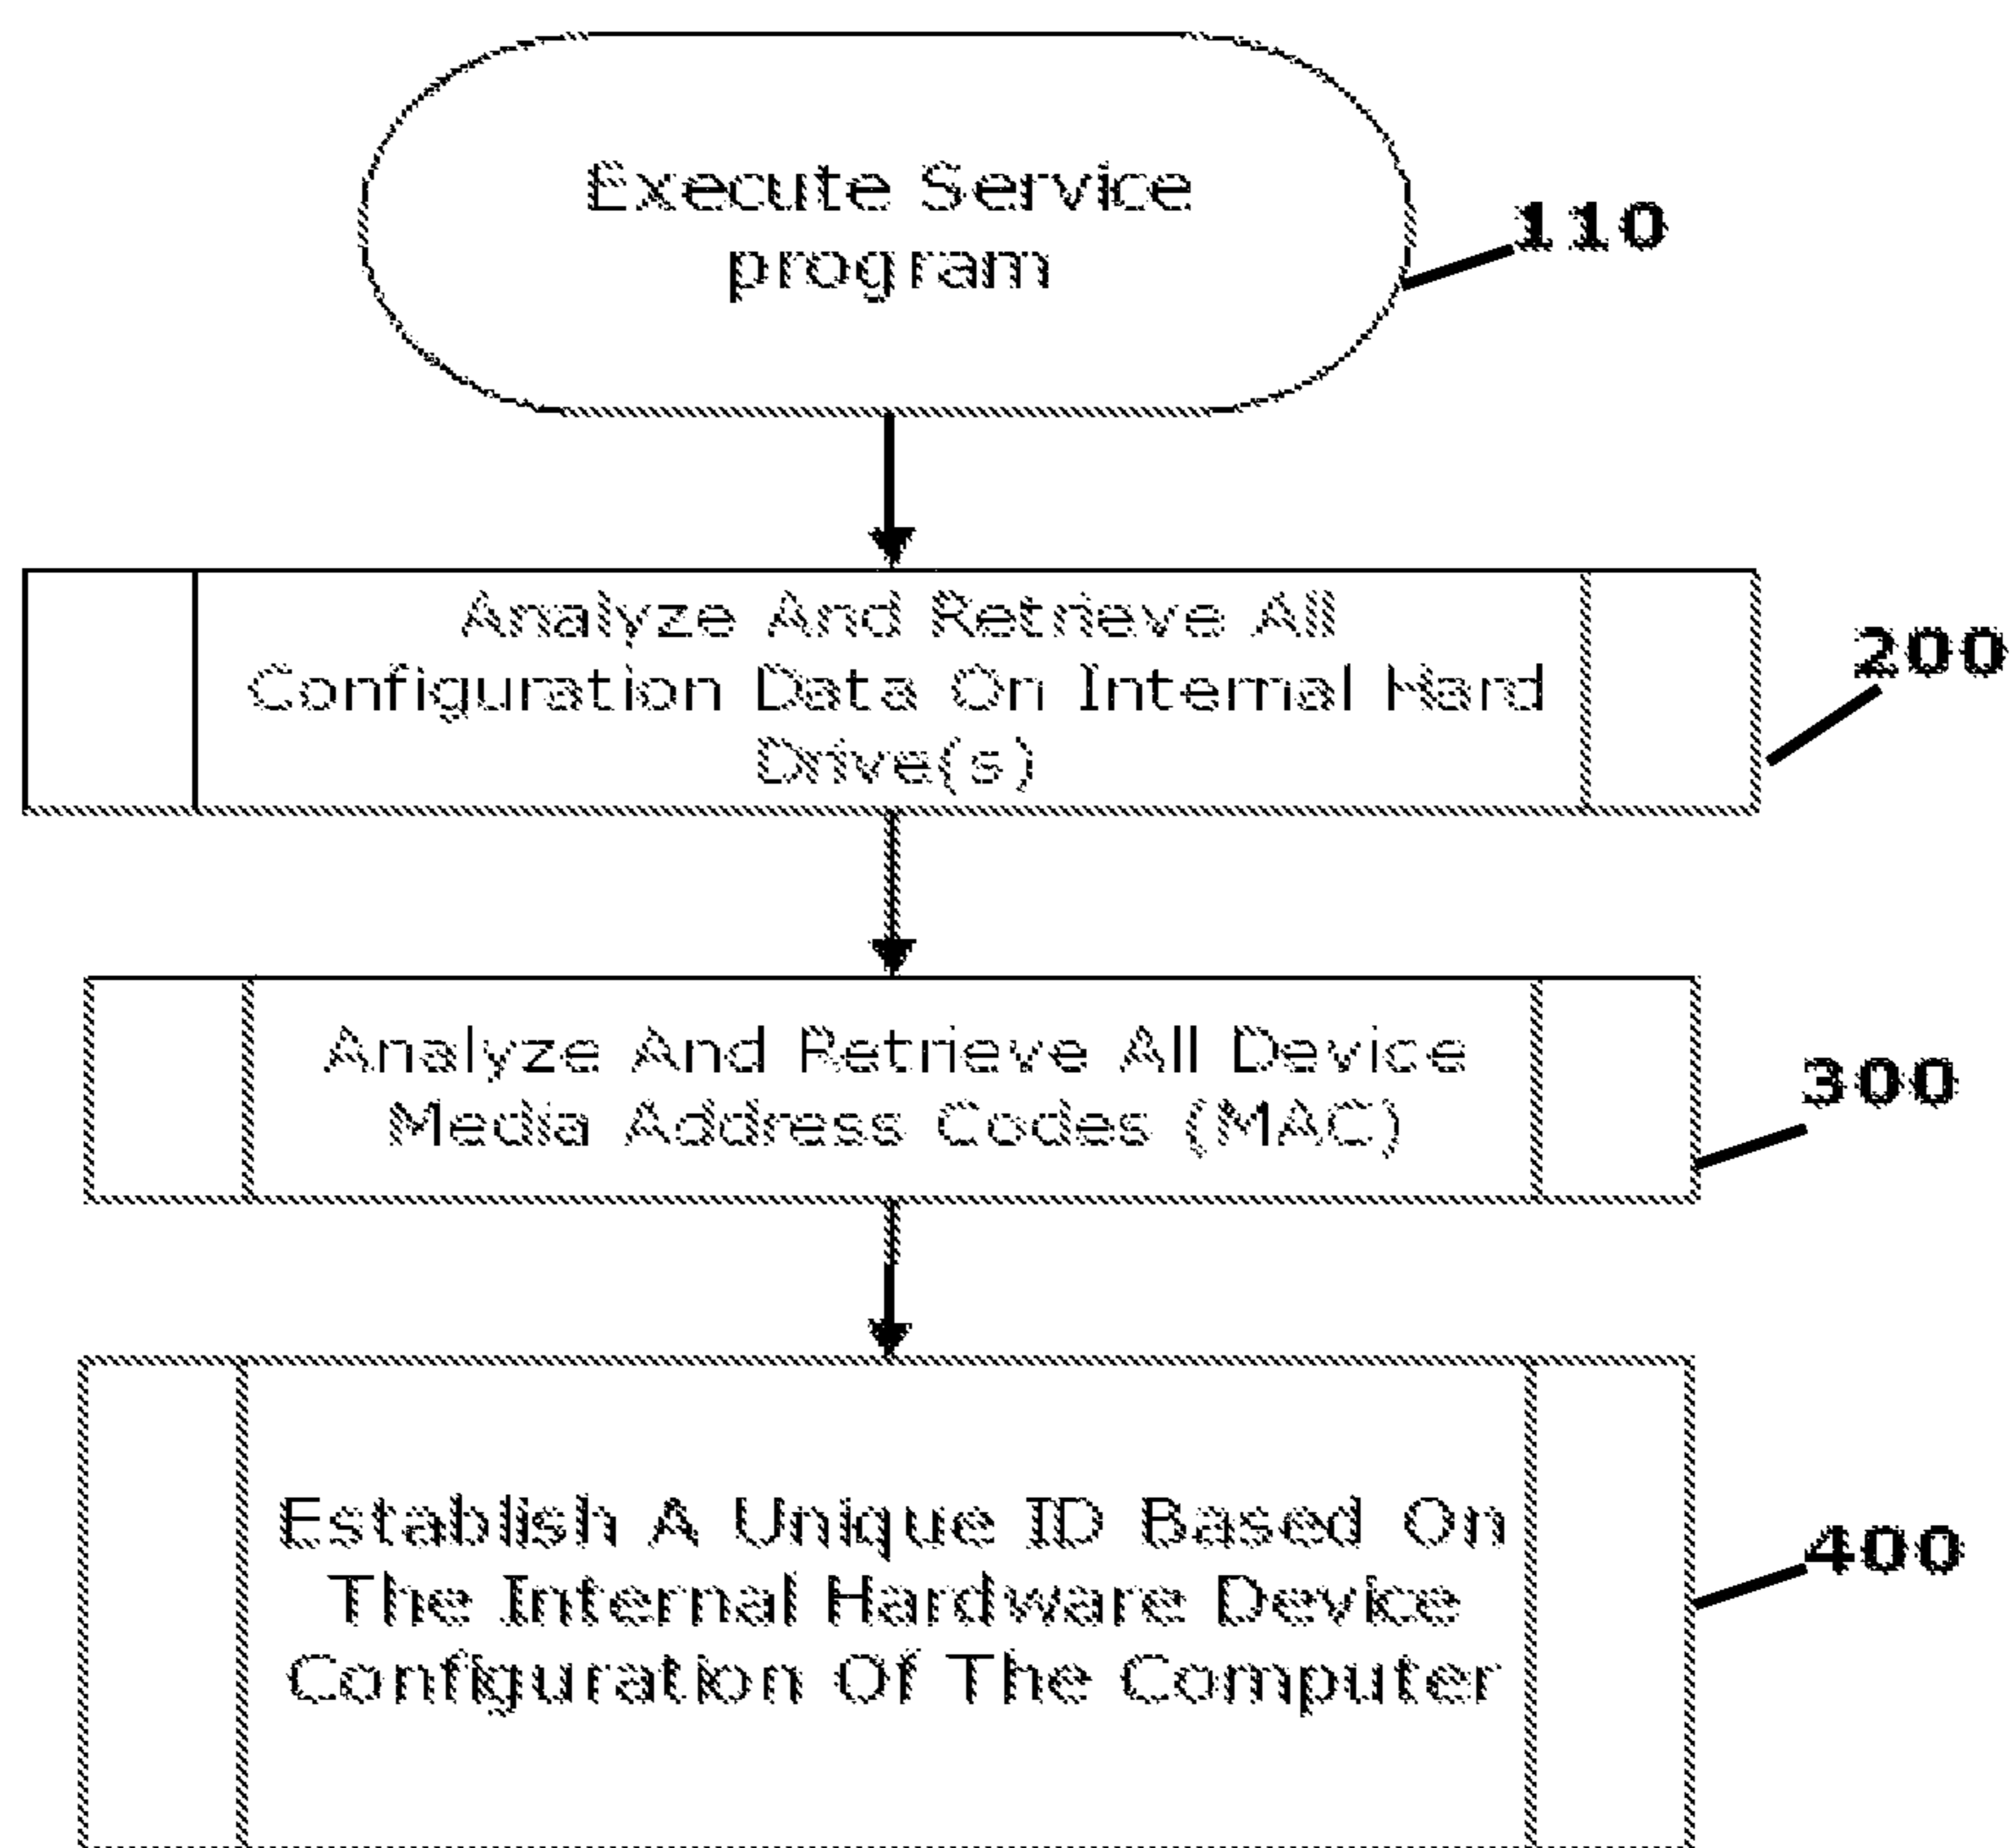 Execute Service
program
110
Analyze And Retrieve All
Configuration Data On Internal Hard
Drive(s)
200
Analyze And Retrieve All Device
Media Address Codes (MAC)
300
Establish A Unique ID Based On
The Internal Hardware Device
Configuration Of The Computer
400